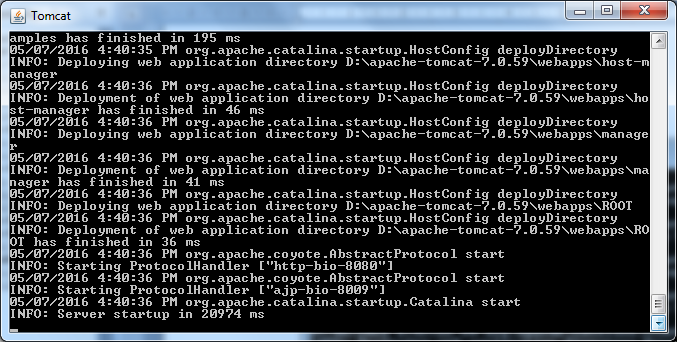 Tomcat
amples has finished in 195 ms
05/07/2016 4:40:35 PM org.apache.catalina.startup.HostConfig deployDirectory
INFO: Deploying web application directory D:\apache-tomcat-7.0.59\webapps\host-m
anager
05/07/2016 4:40:36 PM org.apache.catalina.startup.HostConfig deployDirectory
INFO: Deployment of web application directory D:\apache-tomcat-7.0.59\webapps\ho
st-manager has finished in 46 ms
05/07/2016 4:40:36 PM org.apache.catalina.startup.HostConfig deployDirectory
INFO: Deploying web application directory D:\apache-tomcat-7.0.59\webapps\manage
r
05/07/2016 4:40:36 PM org.apache.catalina.startup.HostConfig deployDirectory
INFO: Deployment of web application directory D:\apache-tomcat-7.0.59\webapps\ma
nager has finished in 41 ms
05/07/2016 4:40:36 PM org.apache.catalina.startup.HostConfig deployDirectory
INFO: Deploying web application directory D:\apache-tomcat-7.0.59\webapps\ROOT
05/07/2016 4:40:36 PM org.apache.catalina.startup.HostConfig deployDirectory
INFO: Deployment of web application directory D:\apache-tomcat-7.0.59\webapps\RO
OT has finished in 36 ms
05/07/2016 4:40:36 PM org.apache.coyote.AbstractProtocol start
INFO: Starting ProtocolHandler ["http-bio-8080"]
05/07/2016 4:40:36 PM org.apache.coyote.AbstractProtocol start
INFO: Starting ProtocolHandler ["ajp-bio-8009"]
05/07/2016 4:40:36 PM org.apache.catalina.startup.Catalina start
INFO: Server startup in 20974 ms